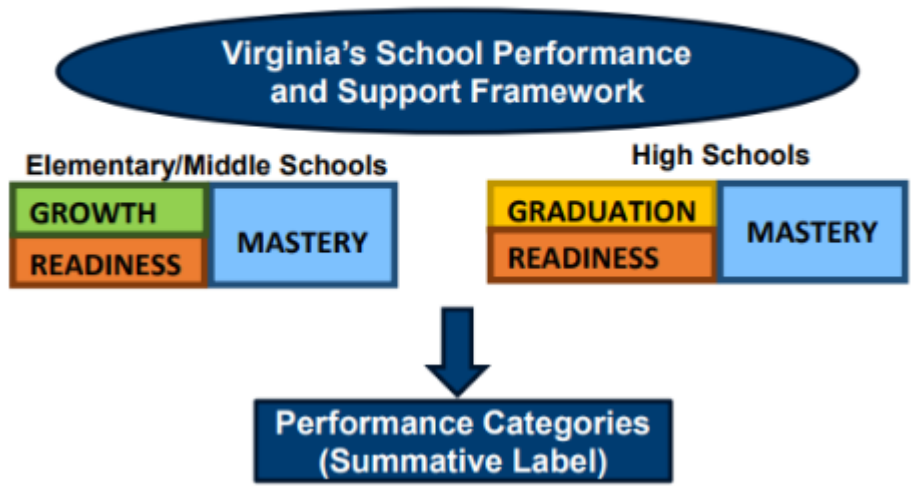 Virginia's School Performance
and Support Framework
Elementary/Middle Schools
GROWTH
READINESS
MASTERY
High Schools
GRADUATION
READINESS
MASTERY
Performance Categories
(Summative Label)